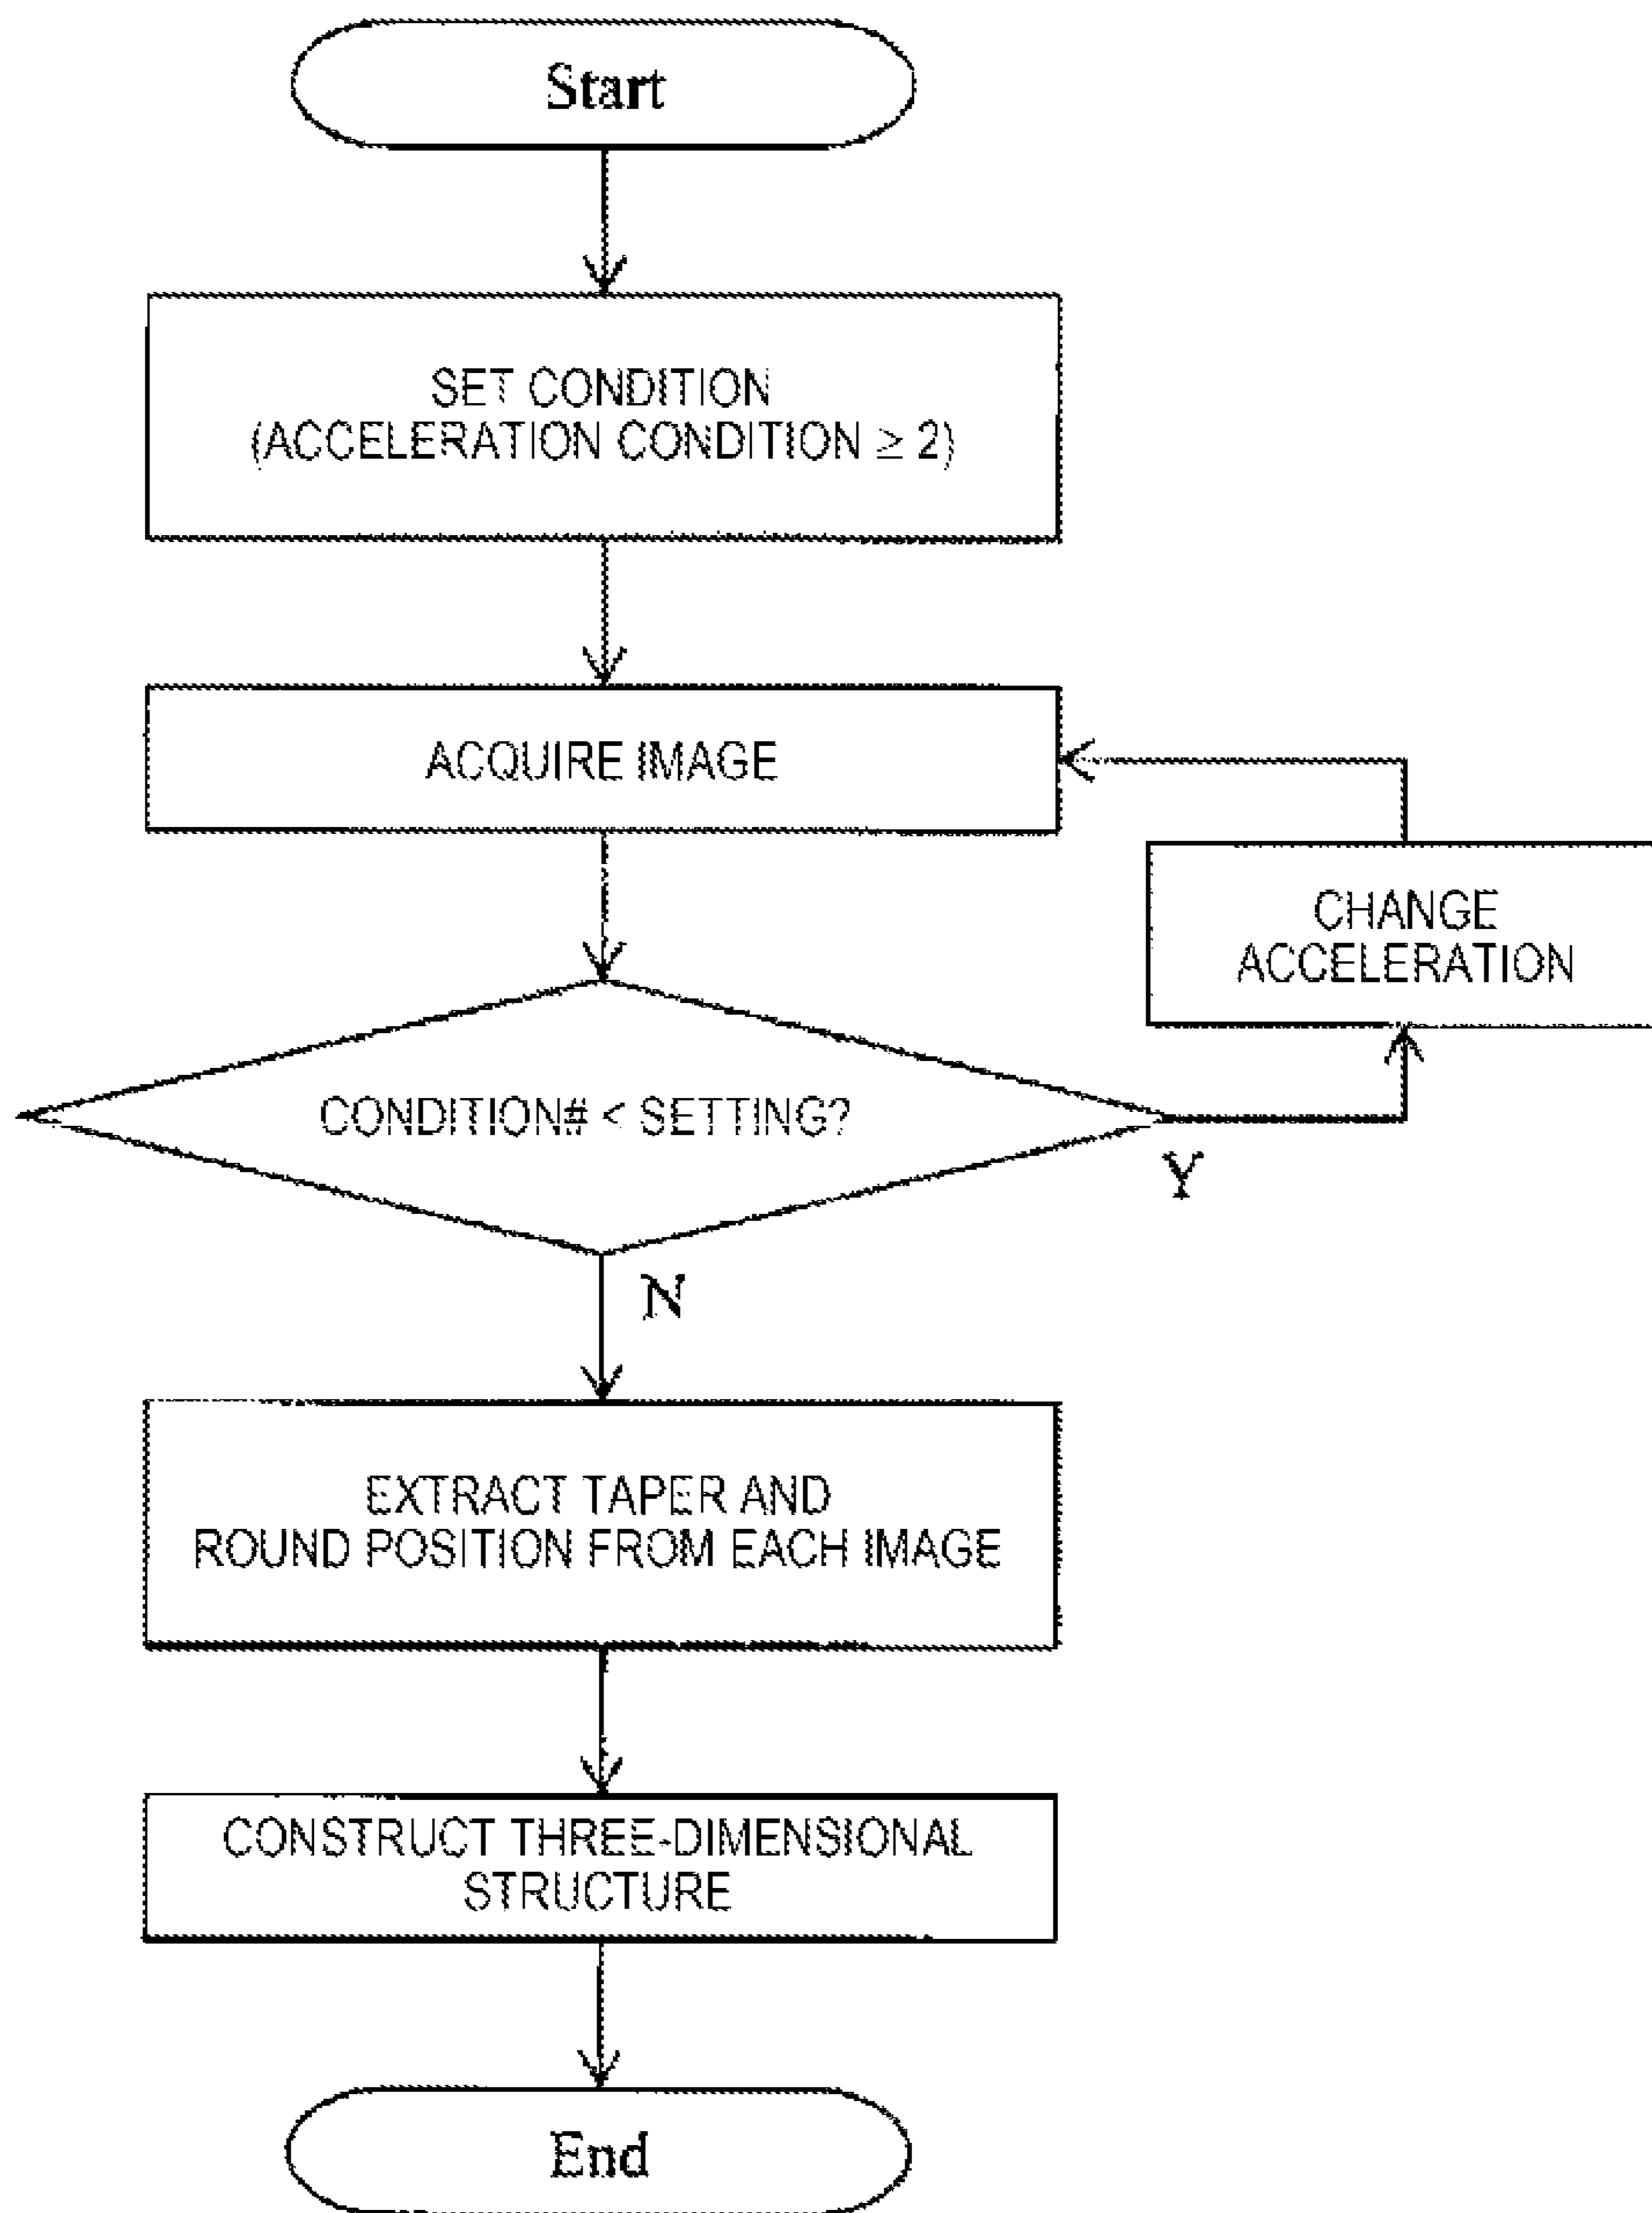 Start
SET CONDITION
(ACCELERATION CONDITION ≥ 2)
ACQUIRE IMAGE
CHANGE
ACCELERATION
CONDITION# < SETTING?
Y
N
EXTRACT TAPER AND
ROUND POSITION FROM EACH IMAGE
CONSTRUCT THREE-DIMENSIONAL
STRUCTURE
End